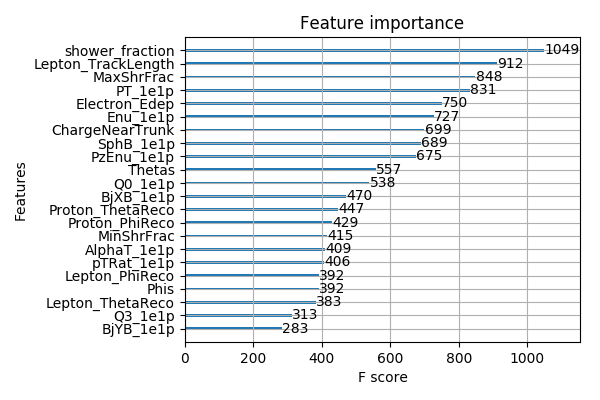 Feature importance
Features
shower_fraction 1049
Lepton_TrackLength 912
MaxShrFrac 848
PT_1e1p 831
Electron_Edep 750
Enu_1e1p 727
ChargeNearTrunk 699
SphB_1e1p 689
PzEnu_1e1p 675
Thetas 557
Q0_1e1p 538
BjXB_1e1p 470
Proton_ThetaReco 447
Proton_PhiReco 429
MinShrFrac 415
AlphaT_1e1p 409
pTRat_1e1p 406
Lepton_PhiReco 392
Phis 392
Lepton_ThetaReco 383
Q3_1e1p 313
BjYB_1e1p 283
0 200 400 600 800 1000
F score